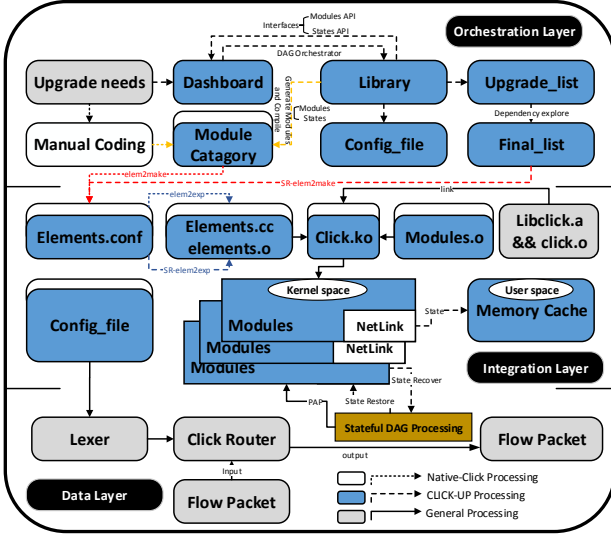 Modules API
Interfaces
States API
Orchestration Layer
DAG Orchestrator
Upgrade needs
Dashboard
Library
Upgrade_list
Generate Modules
and Compile
Modules
States
Dependency explore
Manual Coding
Module
Catagory
Config_file
Final_list
elem2make
SR-elem2make
elem2exp
link
Elements.conf
Elements.cc
elements.o
Click.ko
Modules.o
Libclick.a
&& click.o
SR-elem2exp
Kernel space
User space
Config_file
Modules
NetLink
State
Memory Cache
Modules
NetLink
Modules
Integration Layer
State Recover
PAP
State Restore
Lexer
Click Router
Stateful DAG Processing
Flow Packet
output
Input
Data Layer
Flow Packet
Native-Click Processing
CLICK-UP Processing
General Processing